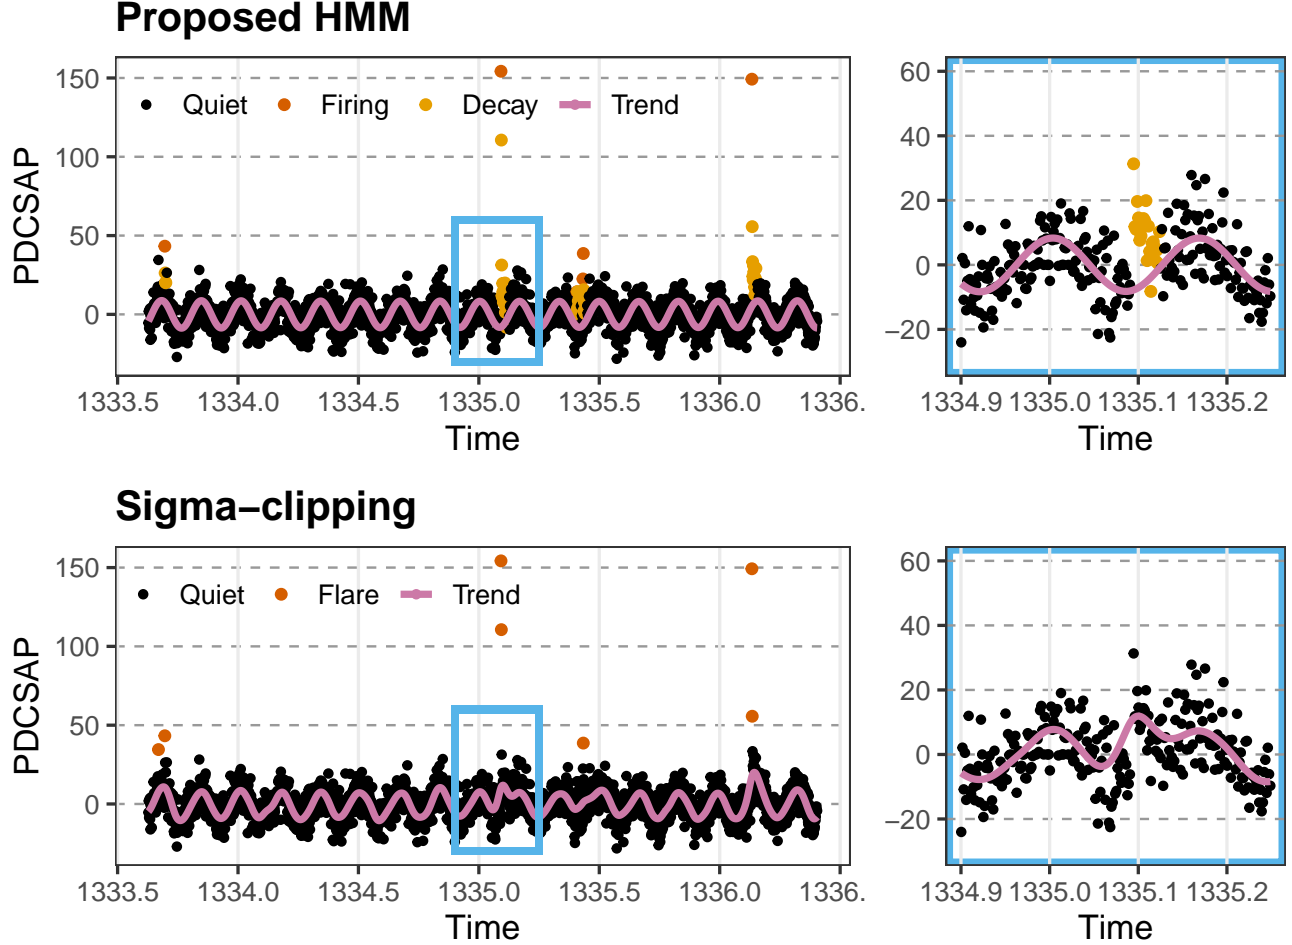 Proposed HMM
PDCSAP
150
100
50
0
Quiet Firing Decay Trend
1333.5 1334.0 1334.5 1335.0 1335.5 1336.0 1336.
Time
60
40
20
0
−20
1334.9 1335.0 1335.1 1335.2
Time
Sigma−clipping
PDCSAP
150
100
50
0
Quiet Flare Trend
1333.5 1334.0 1334.5 1335.0 1335.5 1336.0 1336.
Time
60
40
20
0
−20
1334.9 1335.0 1335.1 1335.2
Time